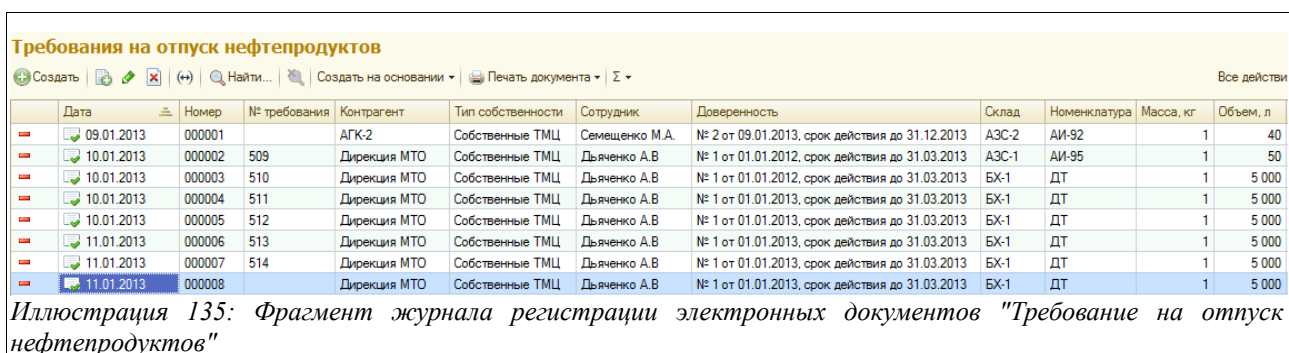 Требования на отпуск нефтепродуктов
Создать Найти... Создать на основании Печать документа Σ Все действи
Дата Номер № требования Контрагент Тип собственности Сотрудник Доверенность Склад Номенклатура Масса, кг Объем, л
09.01.2013 000001 АГК-2 Собственные ТМЦ Семещенко М.А. № 2 от 09.01.2013, срок действия до 31.12.2013 АЗС-2 АИ-92 1 40
10.01.2013 000002 509 Дирекция МТО Собственные ТМЦ Дьяченко А.В № 1 от 01.01.2012, срок действия до 31.03.2013 АЗС-1 АИ-95 1 50
10.01.2013 000003 510 Дирекция МТО Собственные ТМЦ Дьяченко А.В № 1 от 01.01.2012, срок действия до 31.03.2013 БХ-1 ДТ 1 5 000
10.01.2013 000004 511 Дирекция МТО Собственные ТМЦ Дьяченко А.В № 1 от 01.01.2013, срок действия до 31.03.2013 БХ-1 ДТ 1 5 000
10.01.2013 000005 512 Дирекция МТО Собственные ТМЦ Дьяченко А.В № 1 от 01.01.2013, срок действия до 31.03.2013 БХ-1 ДТ 1 5 000
11.01.2013 000006 513 Дирекция МТО Собственные ТМЦ Дьяченко А.В № 1 от 01.01.2013, срок действия до 31.03.2013 БХ-1 ДТ 1 5 000
11.01.2013 000007 514 Дирекция МТО Собственные ТМЦ Дьяченко А.В № 1 от 01.01.2013, срок действия до 31.03.2013 БХ-1 ДТ 1 5 000
11.01.2013 000008 Дирекция МТО Собственные ТМЦ Дьяченко А.В № 1 от 01.01.2013, срок действия до 31.03.2013 БХ-1 ДТ 1 5 000
Иллюстрация 135: Фрагмент журнала регистрации электронных документов "Требование на отпуск
нефтепродуктов"